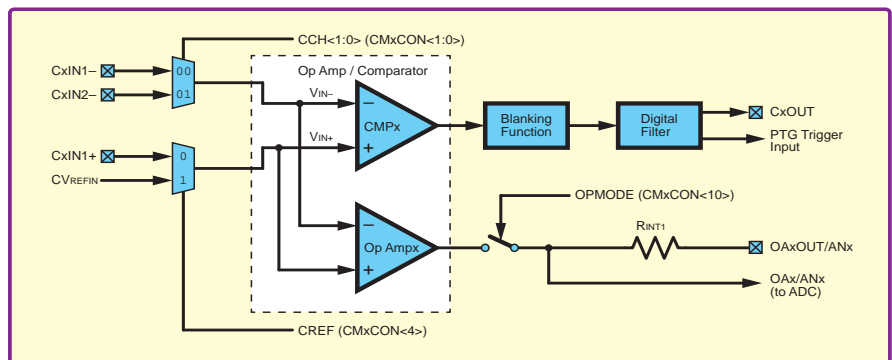 CCH<1:0> (CMxCON<1:0>)
Op Amp / Comparator
CxIN1–
CxIN2–
00
01
VIN–
–
CMPx
+
Blanking
Function
Digital
Filter
CxOUT
PTG Trigger
Input
VIN+
CxIN1+
CVREFIN
0
1
OPMODE (CMxCON<10>)
–
Op Ampx
+
RINT1
OAxOUT/ANx
OAx/ANx
(to ADC)
CREF (CMxCON<4>)